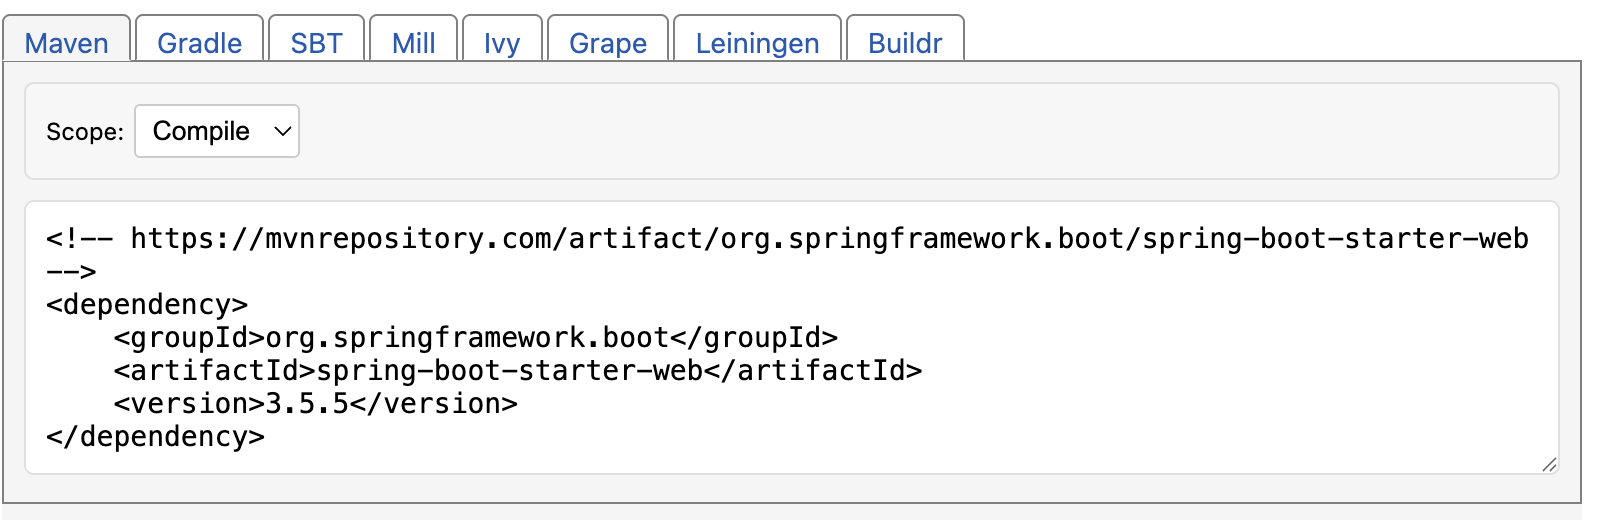 Maven Gradle SBT Mill Ivy Grape Leiningen Buildr
Scope: Compile
<!-- https://mvnrepository.com/artifact/org.springframework.boot/spring-boot-starter-web
-->
<dependency>
    <groupId>org.springframework.boot</groupId>
    <artifactId>spring-boot-starter-web</artifactId>
    <version>3.5.5</version>
</dependency>